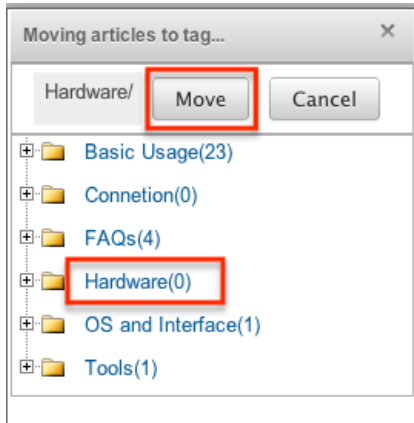 Moving articles to tag... ×
Hardware/ Move Cancel
Basic Usage(23)
Connetion(0)
FAQs(4)
Hardware(0)
OS and Interface(1)
Tools(1)